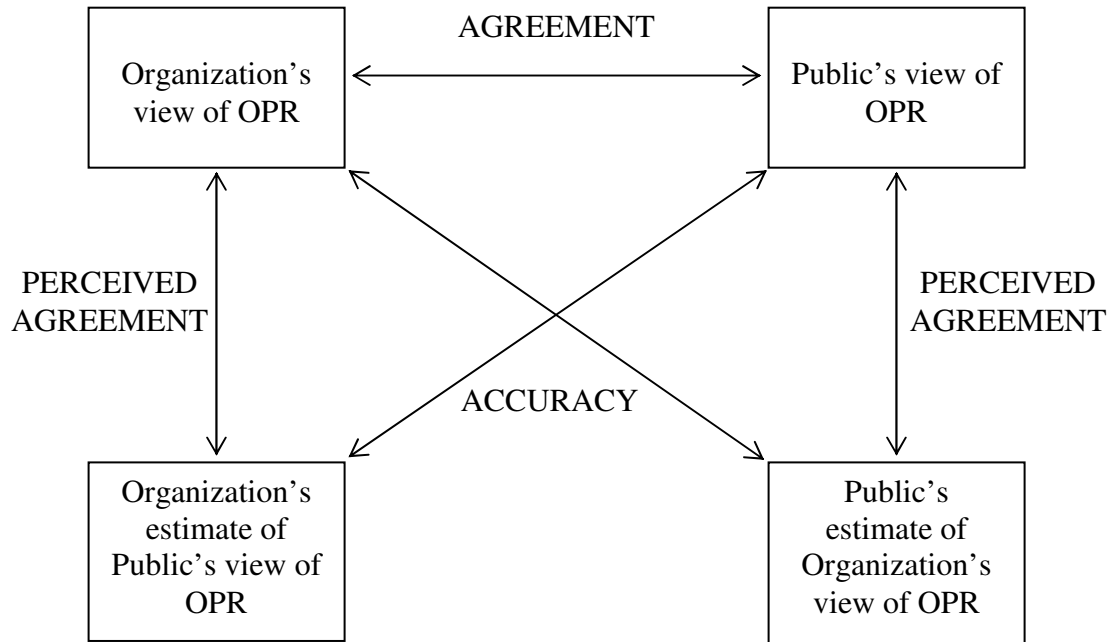 AGREEMENT
Organization’s
view of OPR
Public’s view of
OPR
PERCEIVED
AGREEMENT
PERCEIVED
AGREEMENT
ACCURACY
Organization’s
estimate of
Public’s view of
OPR
Public’s
estimate of
Organization’s
view of OPR